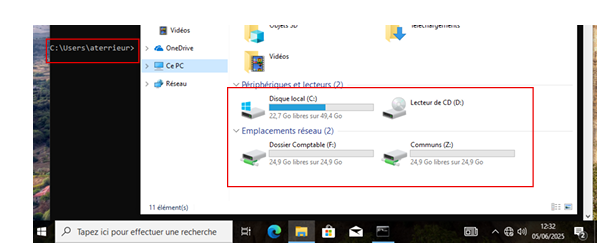 C:\Users\aterrieur>
Vidéos
OneDrive
Ce PC
Réseau
Objets 3D
Téléchargements
Vidéos
Périphériques et lecteurs (2)
Disque local (C:)
22,7 Go libres sur 49,4 Go
Lecteur de CD (D:)
Emplacements réseau (2)
Dossier Comptable (F:)
24,9 Go libres sur 24,9 Go
Communs (Z:)
24,9 Go libres sur 24,9 Go
11 élément(s)
Tapez ici pour effectuer une recherche
12:32
05/06/2025
2